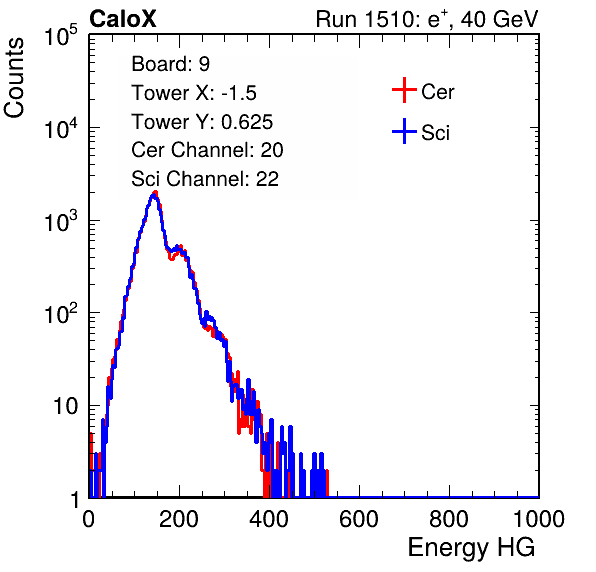 CaloX Run 1510: e⁺, 40 GeV
Counts
10⁵
10⁴
10³
10²
10
1
Board: 9
Tower X: -1.5
Tower Y: 0.625
Cer Channel: 20
Sci Channel: 22
Cer
Sci
0 200 400 600 800 1000
Energy HG